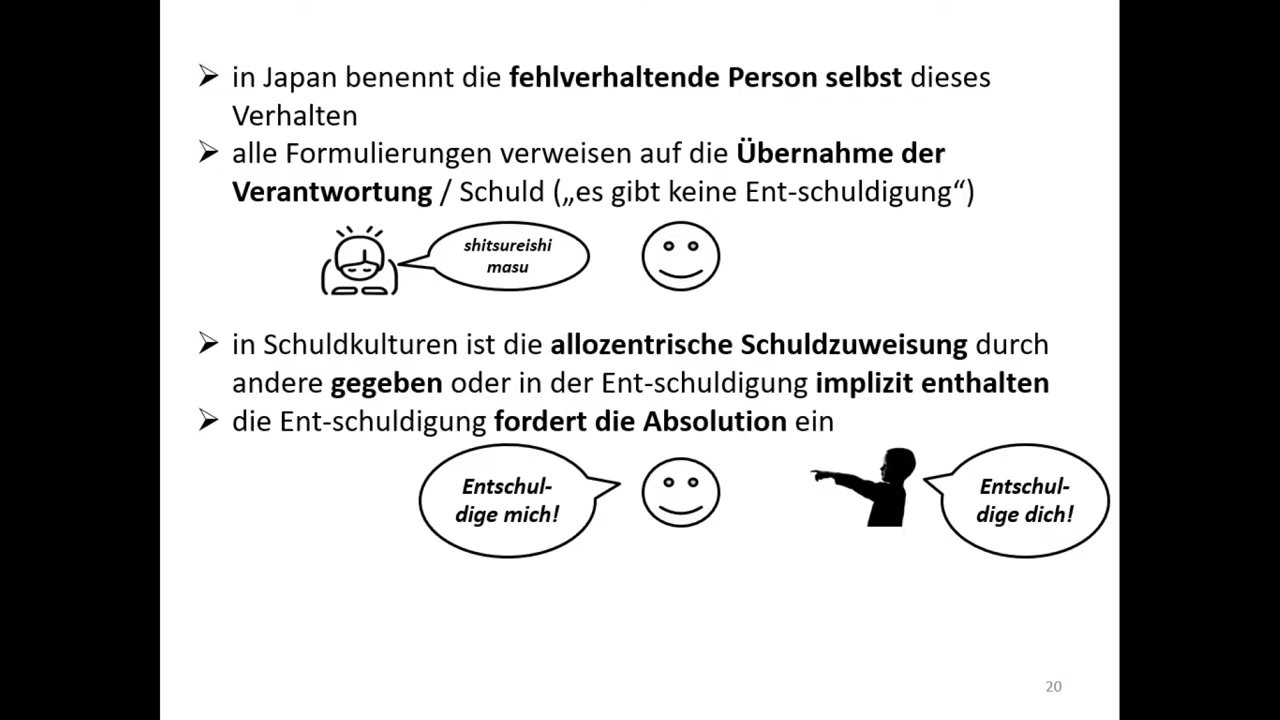 in Japan benennt die fehlverhaltende Person selbst dieses
Verhalten
alle Formulierungen verweisen auf die Übernahme der
Verantwortung / Schuld („es gibt keine Ent-schuldigung“)
shitsureishi
masu
in Schuldkulturen ist die allozentrische Schuldzuweisung durch
andere gegeben oder in der Ent-schuldigung implizit enthalten
die Ent-schuldigung fordert die Absolution ein
Entschul-
dige mich!
Entschul-
dige dich!
20